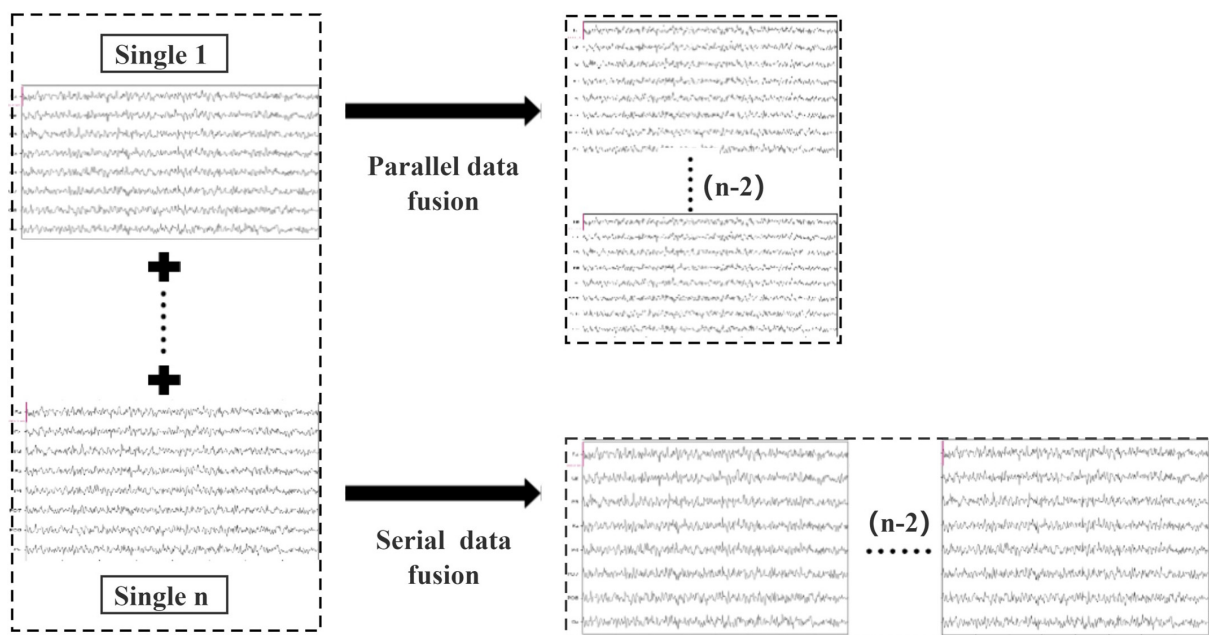 Single 1
Parallel data
fusion
(n-2)
Serial data
fusion
(n-2)
Single n